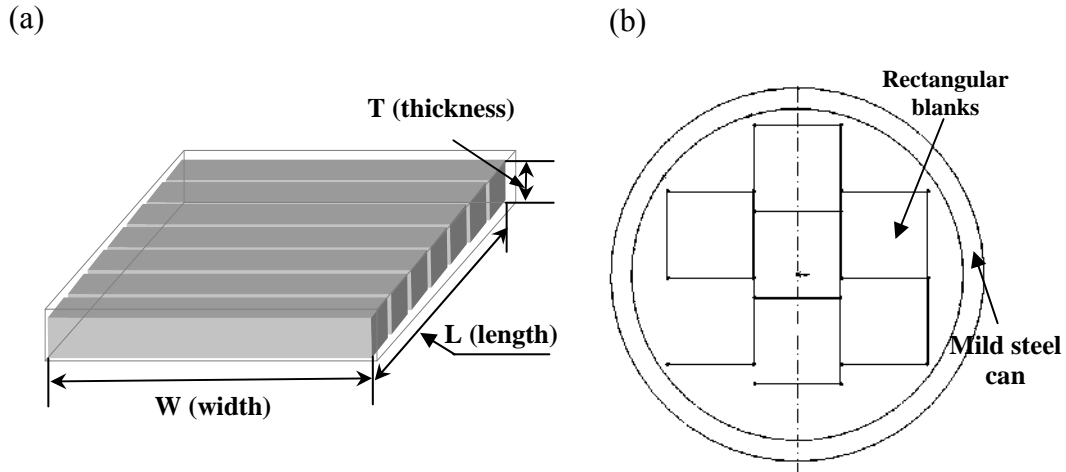 (a)
T (thickness)
L (length)
W (width)
(b)
Rectangular
blanks
Mild steel
can